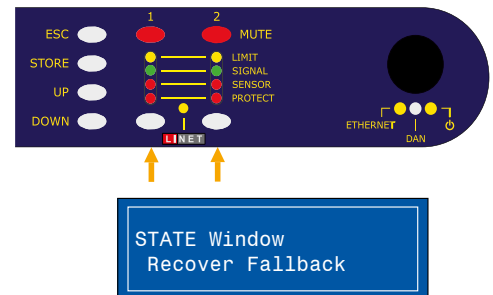 1 2
ESC MUTE
STORE LIMIT
SIGNAL
UP SENSOR
PROTECT
DOWN
LINET
ETHERNET
DAN
STATE Window
Recover Fallback